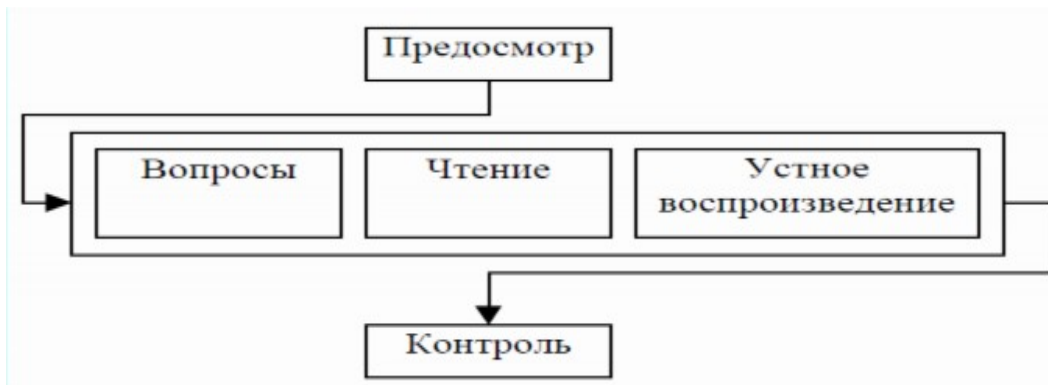 Предосмотр
Вопросы
Чтение
Устное
воспроизведение
Контроль